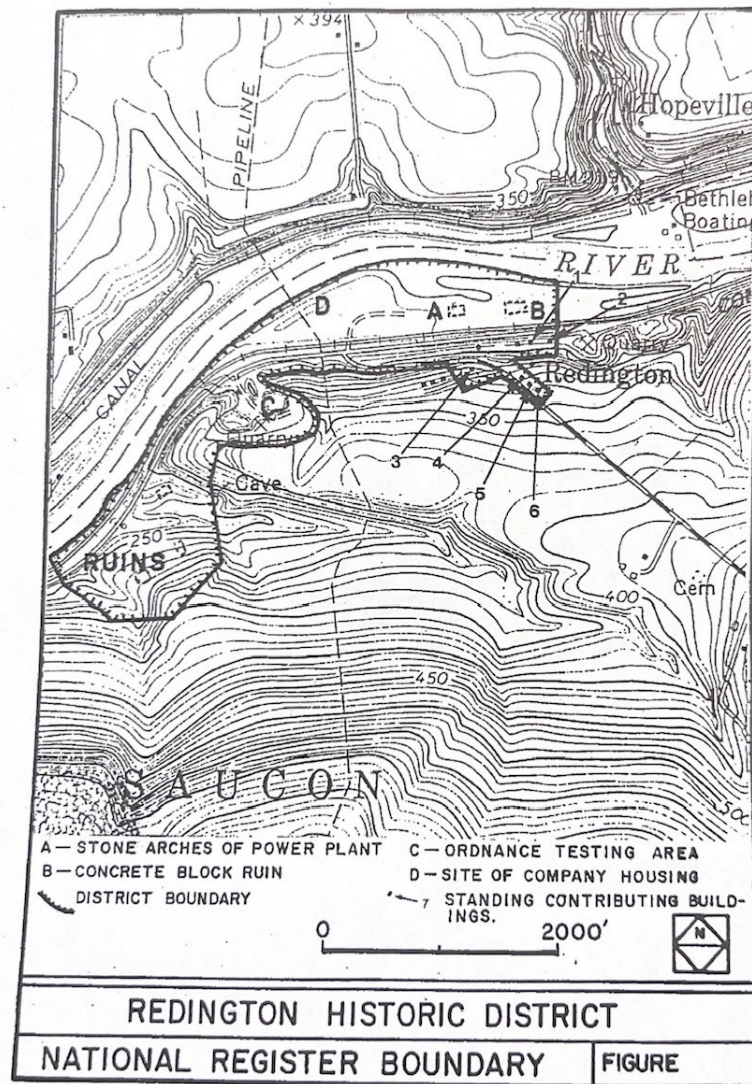 ×394
Hopeville
PIPELINE
350
Bethleh
Boating
RIVER
D
A
B
1
2
Quarry
CANAL
Redington
C
Quarry
350
3
4
5
6
Cave
250
RUINS
Cem
400
450
SAUCON
500
A — STONE ARCHES OF POWER PLANT
B — CONCRETE BLOCK RUIN
DISTRICT BOUNDARY
C — ORDNANCE TESTING AREA
D — SITE OF COMPANY HOUSING
7 STANDING CONTRIBUTING BUILD-
INGS.
0 2000'
N
REDINGTON HISTORIC DISTRICT
NATIONAL REGISTER BOUNDARY
FIGURE